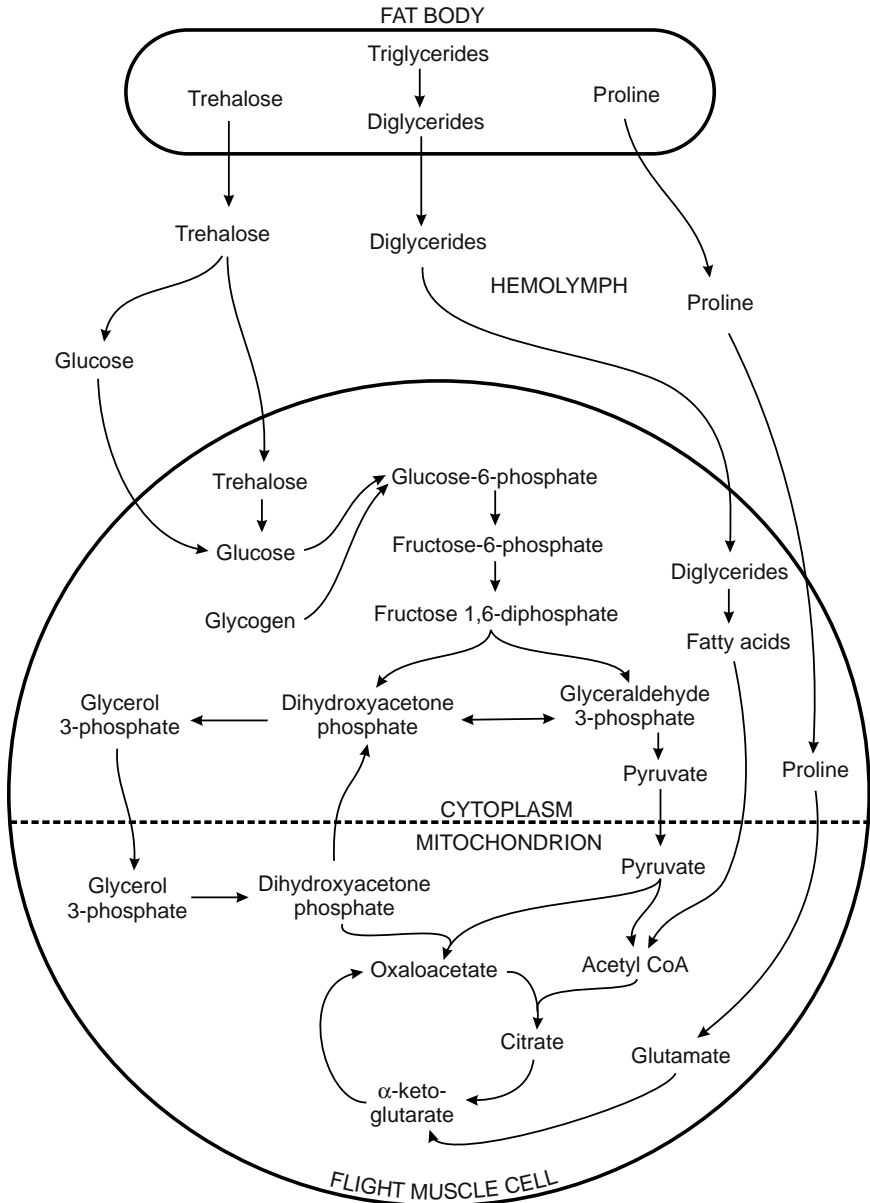 FAT BODY
Triglycerides
Trehalose
Proline
Diglycerides
Trehalose
Diglycerides
HEMOLYMPH
Proline
Glucose
Trehalose
Glucose-6-phosphate
Glucose
Fructose-6-phosphate
Diglycerides
Glycogen
Fructose 1,6-diphosphate
Fatty acids
Glycerol
3-phosphate
Dihydroxyacetone
phosphate
Glyceraldehyde
3-phosphate
Pyruvate
Proline
CYTOPLASM
MITOCHONDRION
Pyruvate
Glycerol
3-phosphate
Dihydroxyacetone
phosphate
Oxaloacetate
Acetyl CoA
Citrate
Glutamate
α-keto-
glutarate
FLIGHT MUSCLE CELL